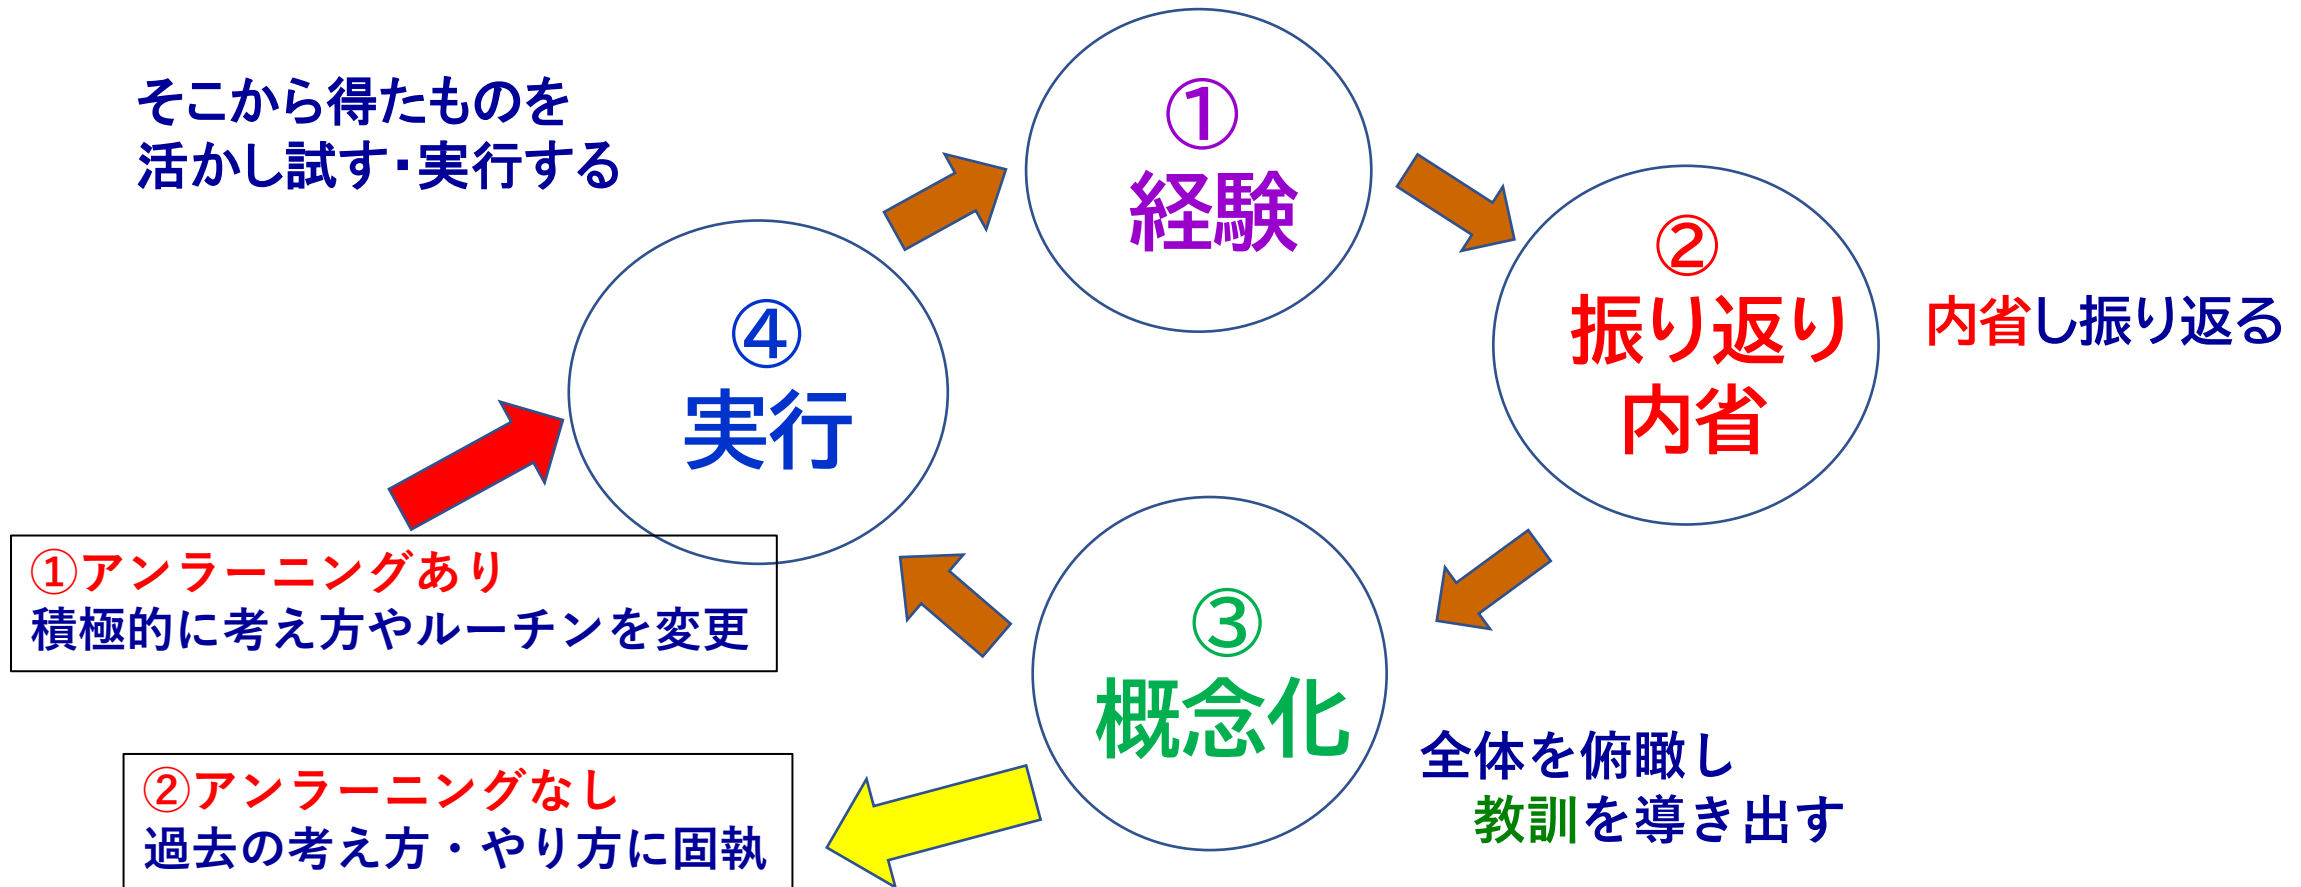 そこから得たものを
活かし試す・実行する
①
経験
②
振り返り
内省
内省し振り返る
④
実行
①アンラーニングあり
積極的に考え方やルーチンを変更
③
概念化
全体を俯瞰し
教訓を導き出す
②アンラーニングなし
過去の考え方・やり方に固執